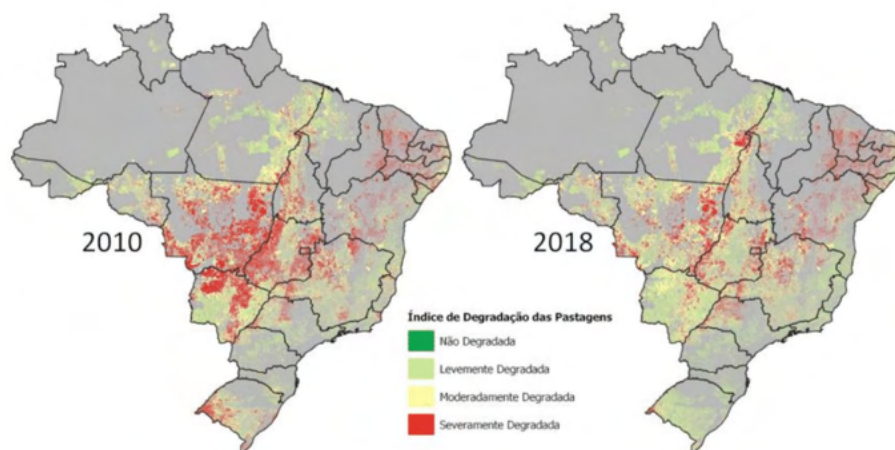 2010
2018
Índice de Degradação das Pastagens
Não Degradada
Levemente Degradada
Moderadamente Degradada
Severamente Degradada